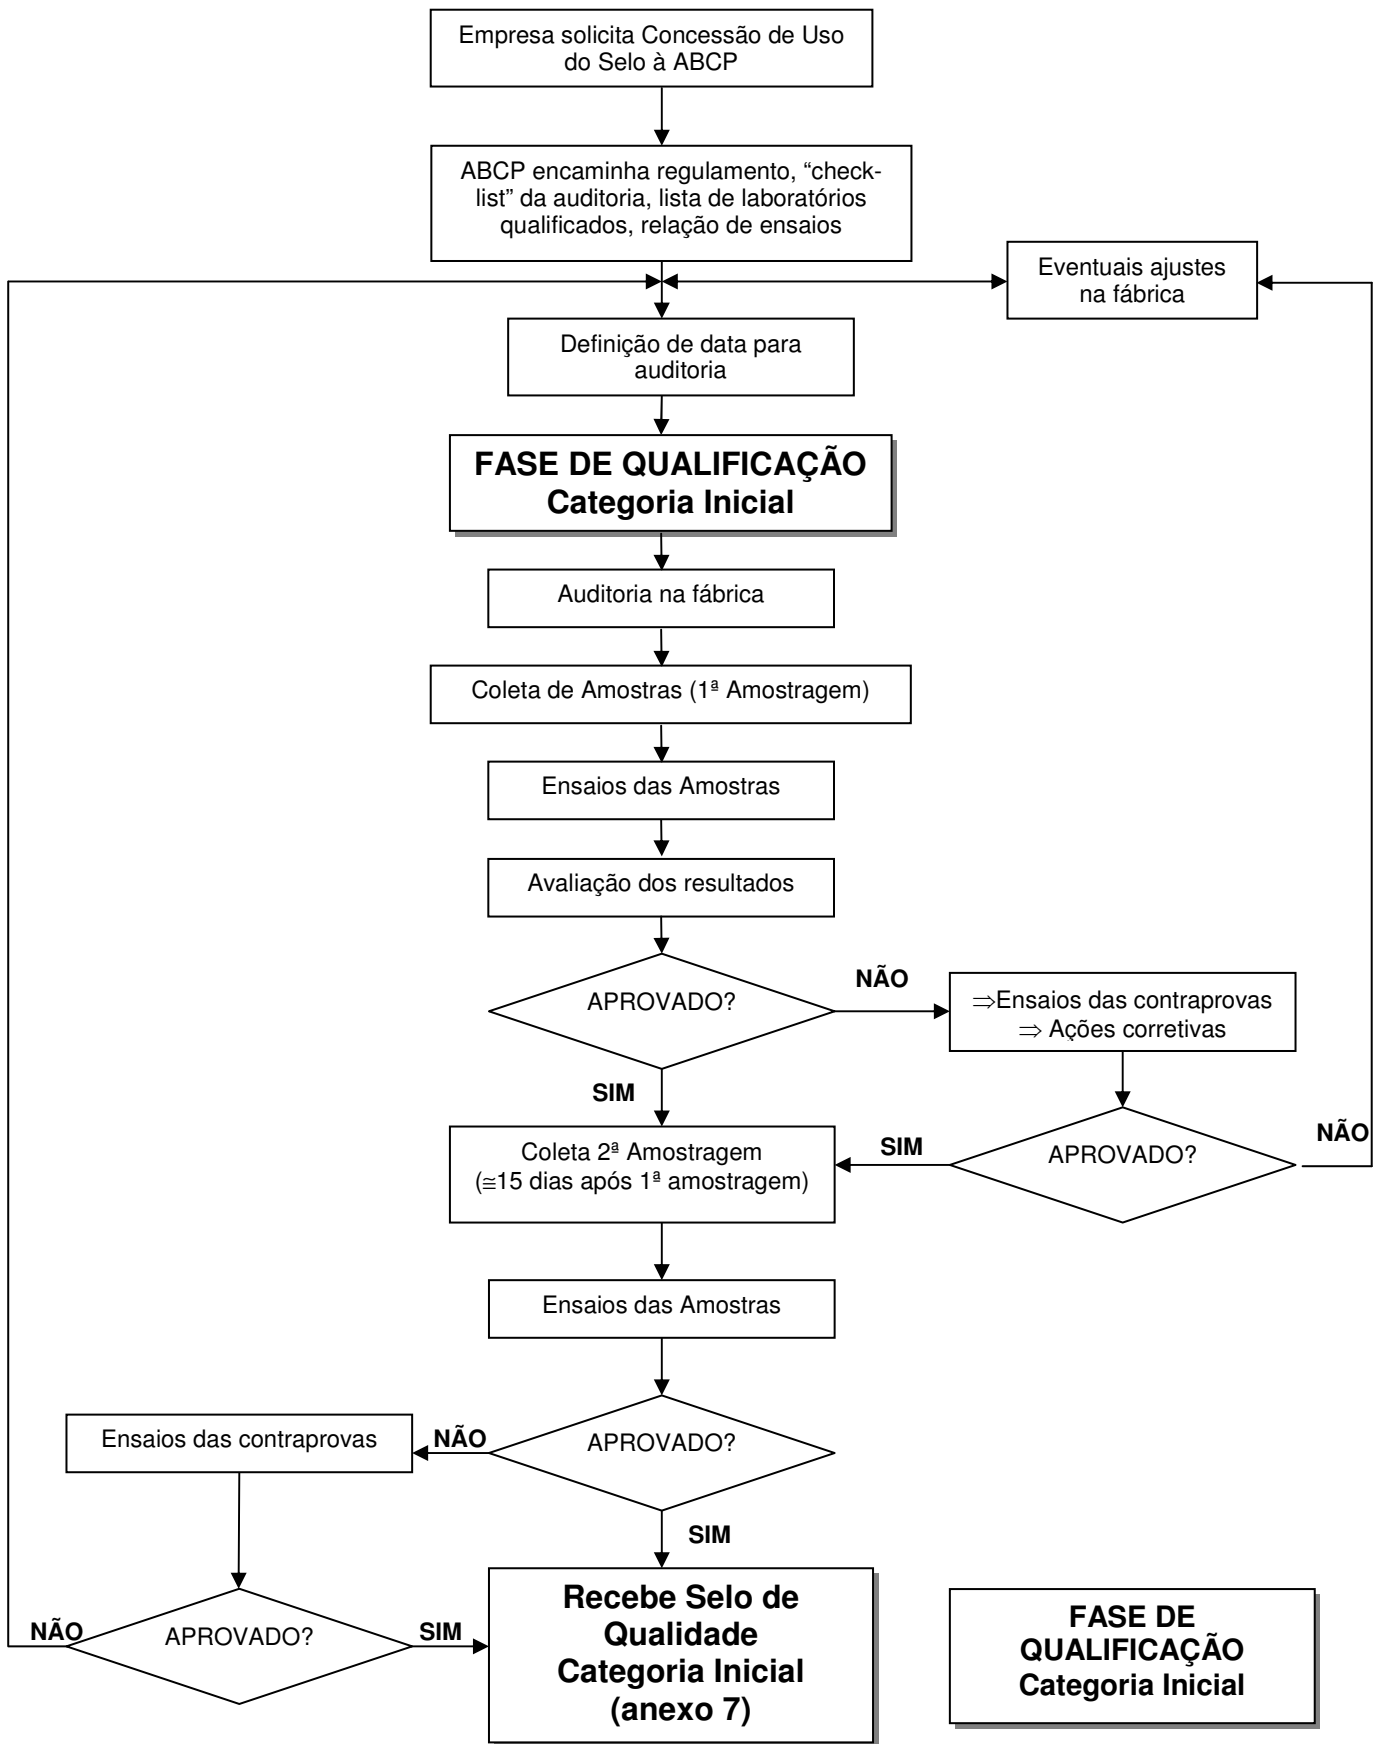 Empresa solicita Concessão de Uso
do Selo à ABCP
ABCP encaminha regulamento, “check-
list” da auditoria, lista de laboratórios
qualificados, relação de ensaios
Eventuais ajustes
na fábrica
Definição de data para
auditoria
FASE DE QUALIFICAÇÃO
Categoria Inicial
Auditoria na fábrica
Coleta de Amostras (1ª Amostragem)
Ensaios das Amostras
Avaliação dos resultados
APROVADO?
NÃO
⇒Ensaios das contraprovas
⇒ Ações corretivas
SIM
Coleta 2ª Amostragem
(≅15 dias após 1ª amostragem)
SIM
APROVADO?
NÃO
Ensaios das Amostras
APROVADO?
NÃO
Ensaios das contraprovas
SIM
NÃO
APROVADO?
SIM
Recebe Selo de
Qualidade
Categoria Inicial
(anexo 7)
FASE DE
QUALIFICAÇÃO
Categoria Inicial